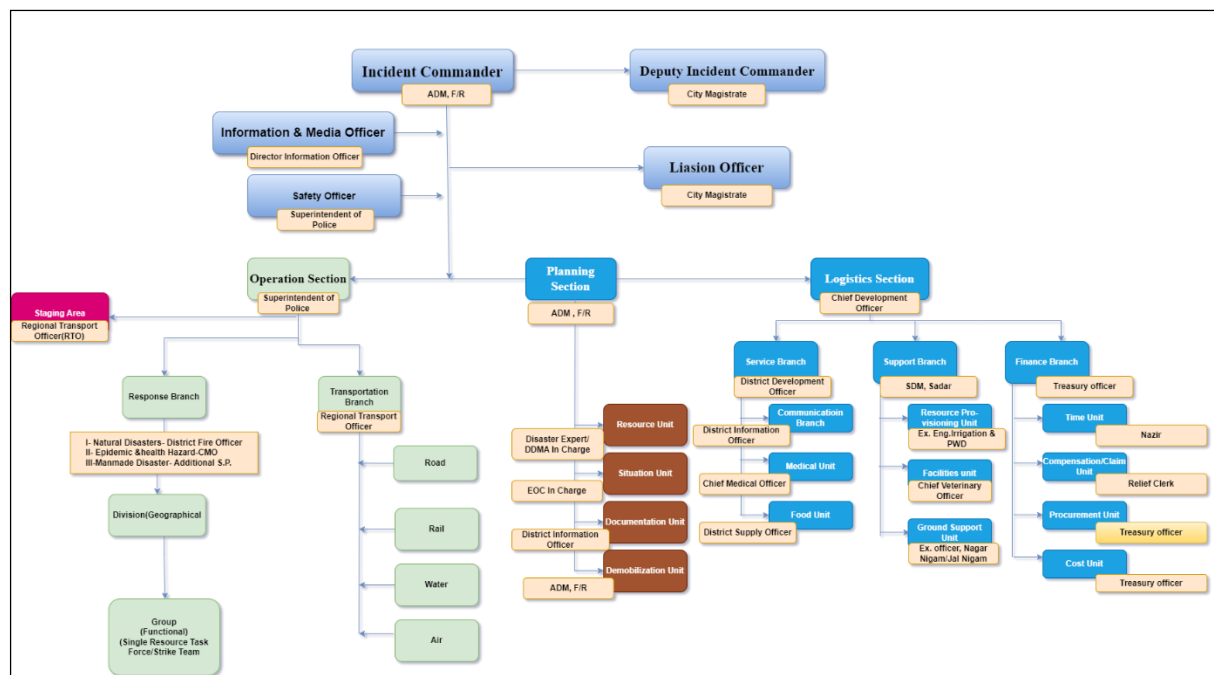 Incident Commander
ADM, F/R
Deputy Incident Commander
City Magistrate
Information & Media Officer
Director Information Officer
Liasion Officer
City Magistrate
Safety Officer
Superintendent of
Police
Operation Section
Superintendent of
Police
Planning
Section
ADM , F/R
Logistics Section
Chief Development
Officer
Staging Area
Regional Transport
Officer(RTO)
Response Branch
I- Natural Disasters- District Fire Officer
II- Epidemic &health Hazard-CMO
III-Manmade Disaster- Additional S.P.
Division(Geographical
Group
(Functional)
(Single Resource Task
Force/Strike Team
Transportation
Branch
Regional Transport
Officer
Road
Rail
Water
Air
Resource Unit
Disaster Expert/
DDMA In Charge
Situation Unit
EOC In Charge
Documentation Unit
District Information
Officer
Demobilization Unit
ADM, F/R
Service Branch
District Development
Officer
Communicatioin
Branch
District Information
Officer
Medical Unit
Chief Medical Officer
Food Unit
District Supply Officer
Support Branch
SDM, Sadar
Resource Pro-
visioning Unit
Ex. Eng.Irrigation &
PWD
Facilities unit
Chief Veterinary
Officer
Ground Support
Unit
Ex. officer, Nagar
Nigam/Jal Nigam
Finance Branch
Treasury officer
Time Unit
Nazir
Compensation/Claim
Unit
Relief Clerk
Procurement Unit
Treasury officer
Cost Unit
Treasury officer